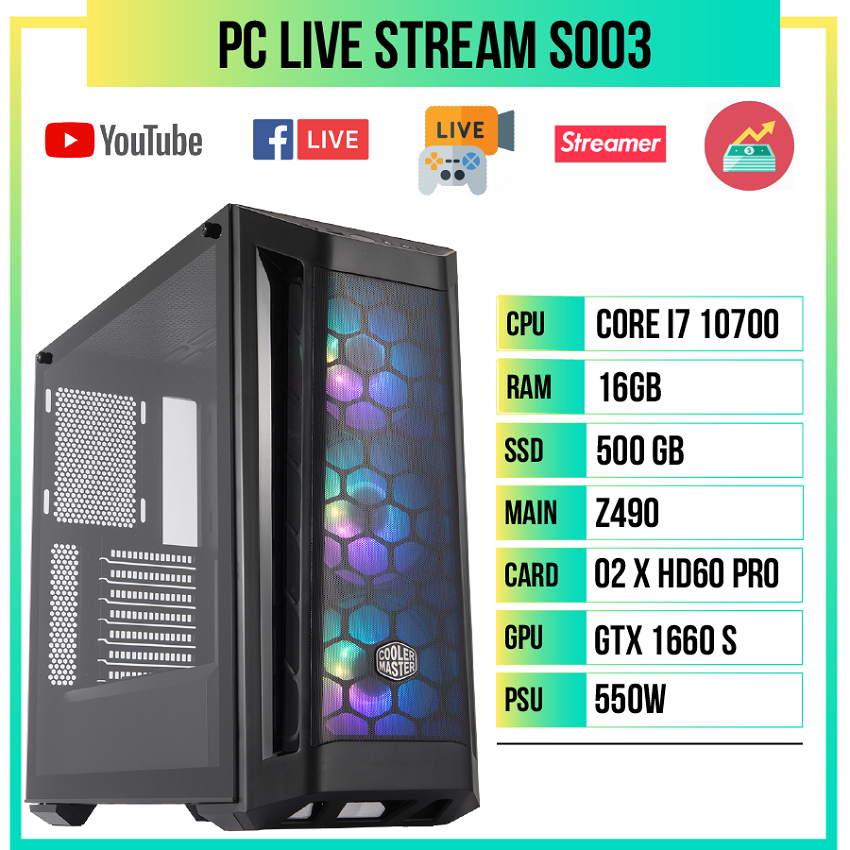 PC LIVE STREAM S003
YouTube
f LIVE
LIVE
Streamer
$
CPU CORE I7 10700
RAM 16GB
SSD 500 GB
MAIN Z490
CARD 02 X HD60 PRO
GPU GTX 1660 S
PSU 550W
COOLER
MASTER